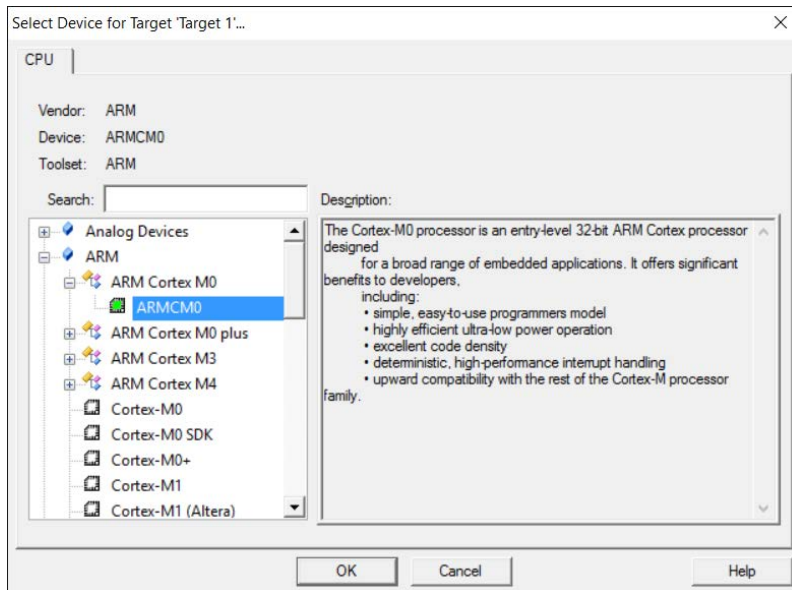 Select Device for Target 'Target 1'...
CPU
Vendor: ARM
Device: ARMCM0
Toolset: ARM
Search:
Description:
Analog Devices
ARM
ARM Cortex M0
ARMCM0
ARM Cortex M0 plus
ARM Cortex M3
ARM Cortex M4
Cortex-M0
Cortex-M0 SDK
Cortex-M0+
Cortex-M1
Cortex-M1 (Altera)
The Cortex-M0 processor is an entry-level 32-bit ARM Cortex processor
designed
for a broad range of embedded applications. It offers significant
benefits to developers,
including:
• simple, easy-to-use programmers model
• highly efficient ultra-low power operation
• excellent code density
• deterministic, high-performance interrupt handling
• upward compatibility with the rest of the Cortex-M processor
family.
OK
Cancel
Help